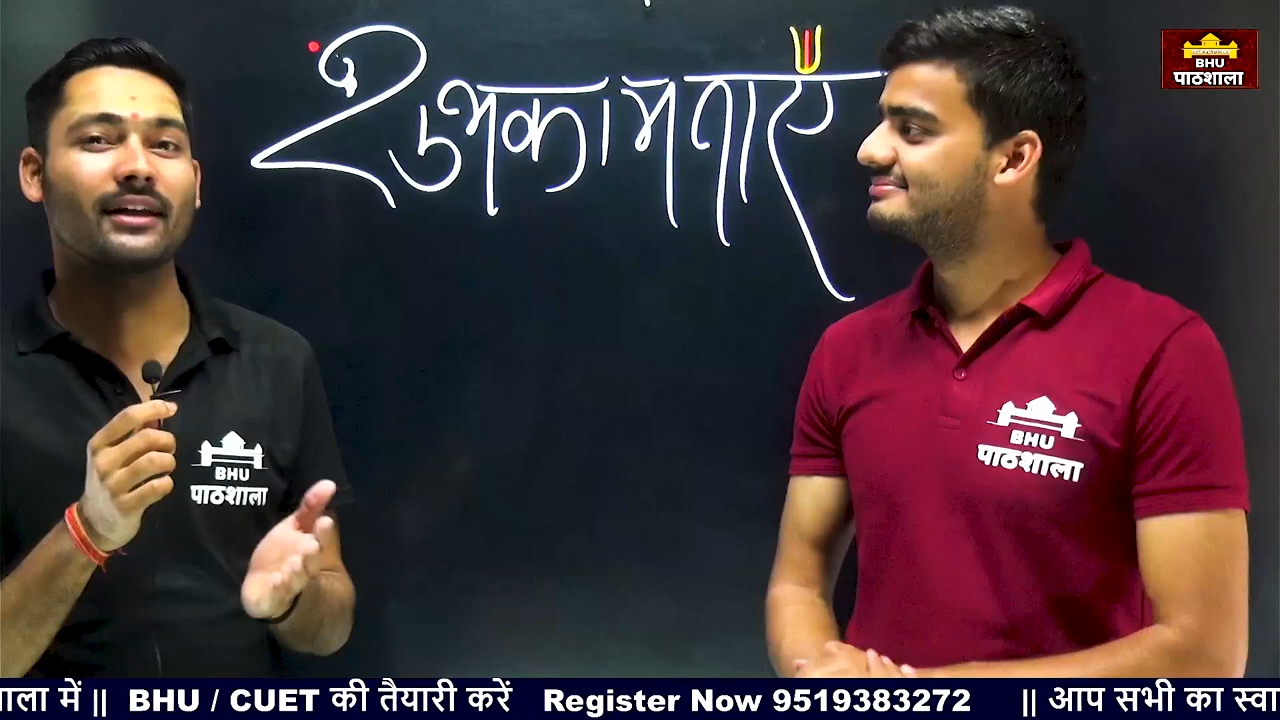 शुभकामनाएं
BHU
पाठशाला
BHU
पाठशाला
BHU
पाठशाला
ाला में || BHU / CUET की तैयारी करें Register Now 9519383272 || आप सभी का स्वा